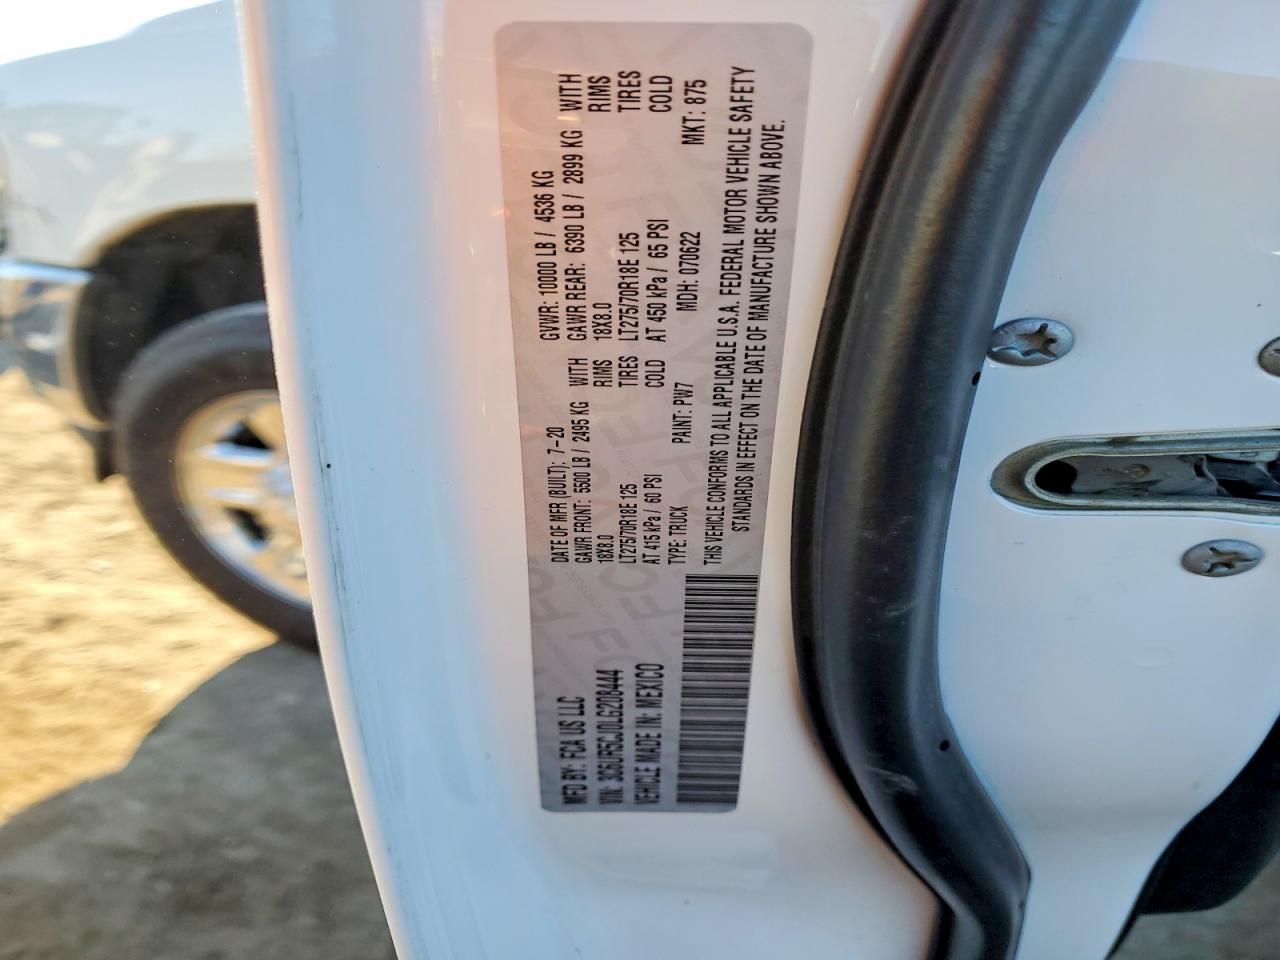 MFD BY: FCA US LLC
DATE OF MFR (BUILT): 7-20
GVWR: 10000 LB / 4536 KG
VIN: 3C6UR5CJ0LG208444
GAWR FRONT: 5500 LB / 2495 KG WITH
GAWR REAR: 6390 LB / 2899 KG WITH
18X8.0 RIMS
18X8.0 RIMS
VEHICLE MADE IN: MEXICO
LT275/70R18E 125 TIRES
LT275/70R18E 125 TIRES
AT 415 kPa / 60 PSI COLD
AT 450 kPa / 65 PSI COLD
TYPE: TRUCK PAINT: PW7 MDH: 070622 MKT: 875
THIS VEHICLE CONFORMS TO ALL APPLICABLE U.S.A. FEDERAL MOTOR VEHICLE SAFETY
STANDARDS IN EFFECT ON THE DATE OF MANUFACTURE SHOWN ABOVE.